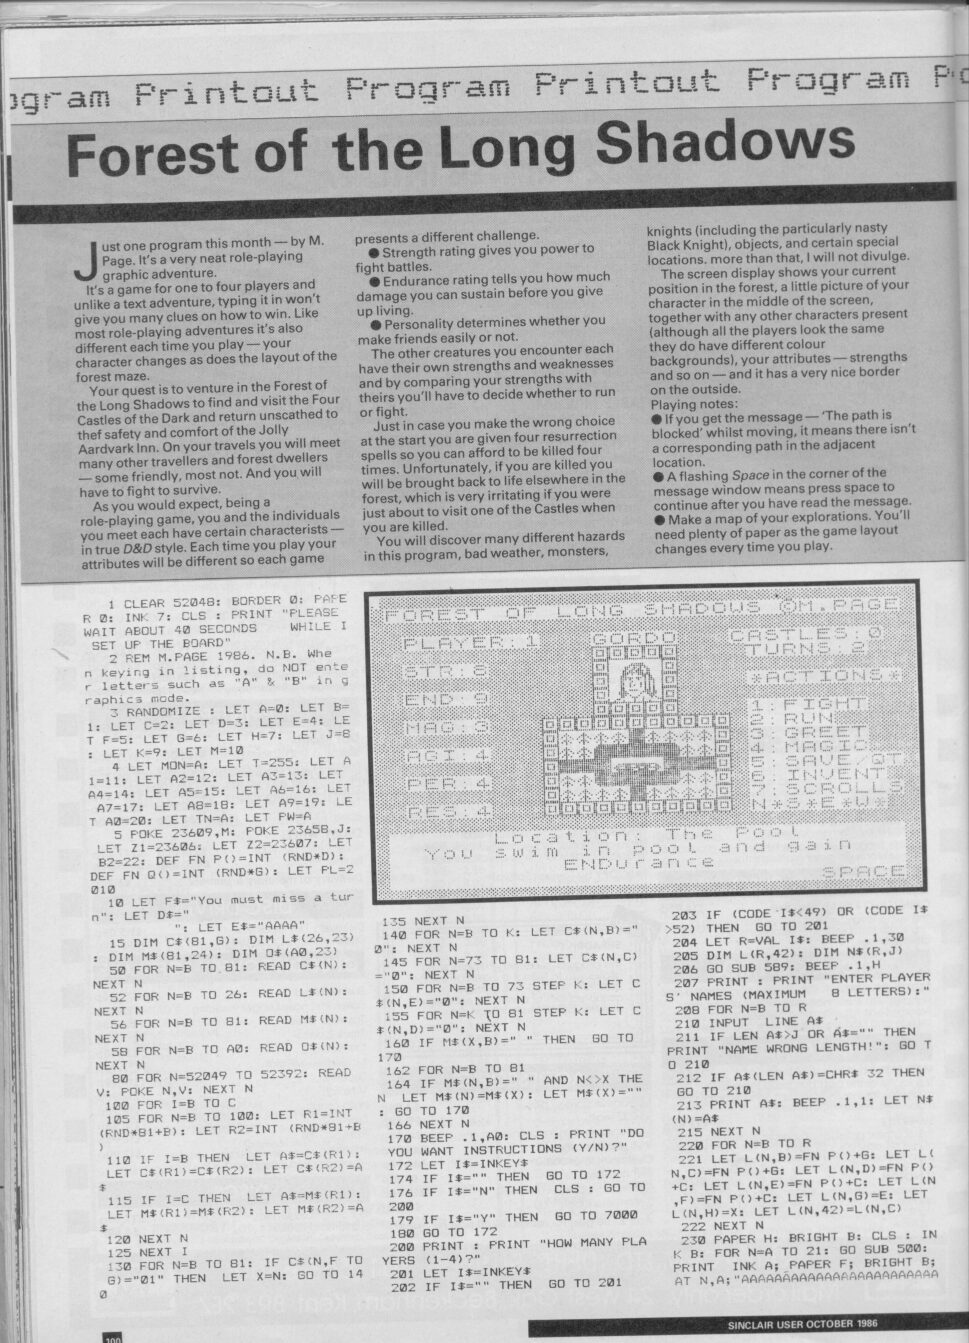 ogram Printout Program Printout Program
Forest of the Long Shadows
Just one program this month — by M.
Page. It's a very neat role-playing
graphic adventure.
It's a game for one to four players and
unlike a text adventure, typing it in won't
give you many clues on how to win. Like
most role-playing adventures it's also
different each time you play — your
character changes as does the layout of the
forest maze.
Your quest is to venture in the Forest of
the Long Shadows to find and visit the Four
Castles of the Dark and return unscathed to
thef safety and comfort of the Jolly
Aardvark Inn. On your travels you will meet
many other travellers and forest dwellers
— some friendly, most not. And you will
have to fight to survive.
As you would expect, being a
role-playing game, you and the individuals
you meet each have certain characterists —
in true D&D style. Each time you play your
attributes will be different so each game
presents a different challenge.
● Strength rating gives you power to
fight battles.
● Endurance rating tells you how much
damage you can sustain before you give
up living.
● Personality determines whether you
make friends easily or not.
The other creatures you encounter each
have their own strengths and weaknesses
and by comparing your strengths with
theirs you'll have to decide whether to run
or fight.
Just in case you make the wrong choice
at the start you are given four resurrection
spells so you can afford to be killed four
times. Unfortunately, if you are killed you
will be brought back to life elsewhere in the
forest, which is very irritating if you were
just about to visit one of the Castles when
you are killed.
You will discover many different hazards
in this program, bad weather, monsters,
knights (including the particularly nasty
Black Knight), objects, and certain special
locations. more than that, I will not divulge.
The screen display shows your current
position in the forest, a little picture of your
character in the middle of the screen,
together with any other characters present
(although all the players look the same
they do have different colour
backgrounds), your attributes — strengths
and so on — and it has a very nice border
on the outside.
Playing notes:
● If you get the message — 'The path is
blocked' whilst moving, it means there isn't
a corresponding path in the adjacent
location.
● A flashing Space in the corner of the
message window means press space to
continue after you have read the message.
● Make a map of your explorations. You'll
need plenty of paper as the game layout
changes every time you play.
1 CLEAR 52048: BORDER 0: PAPE
R 0: INK 7: CLS : PRINT "PLEASE
WAIT ABOUT 40 SECONDS WHILE I
SET UP THE BOARD"
2 REM M.PAGE 1986. N.B. Whe
n keying in listing, do NOT ente
r letters such as "A" & "B" in g
raphics mode.
3 RANDOMIZE : LET A=0: LET B=
1: LET C=2: LET D=3: LET E=4: LE
T F=5: LET G=6: LET H=7: LET J=8
: LET K=9: LET M=10
4 LET MON=A: LET T=255: LET A
1=11: LET A2=12: LET A3=13: LET
A4=14: LET A5=15: LET A6=16: LET
A7=17: LET A8=18: LET A9=19: LE
T A0=20: LET TN=A: LET PW=A
5 POKE 23609,M: POKE 23658,J:
LET Z1=23606: LET Z2=23607: LET
B2=22: DEF FN P()=INT (RND*D):
DEF FN Q()=INT (RND*G): LET PL=2
010
10 LET F$="You must miss a tur
n": LET D$="
": LET E$="AAAA"
15 DIM C$(81,G): DIM L$(26,23)
: DIM M$(81,24): DIM O$(A0,23)
50 FOR N=B TO 81: READ C$(N):
NEXT N
52 FOR N=B TO 26: READ L$(N):
NEXT N
56 FOR N=B TO 81: READ M$(N):
NEXT N
58 FOR N=B TO A0: READ O$(N):
NEXT N
80 FOR N=52049 TO 52392: READ
V: POKE N,V: NEXT N
100 FOR I=B TO C
105 FOR N=B TO 100: LET R1=INT
(RND*81+B): LET R2=INT (RND*81+B
)
110 IF I=B THEN LET A$=C$(R1):
LET C$(R1)=C$(R2): LET C$(R2)=A
$
115 IF I=C THEN LET A$=M$(R1):
LET M$(R1)=M$(R2): LET M$(R2)=A
$
120 NEXT N
125 NEXT I
130 FOR N=B TO 81: IF C$(N,F TO
G)="01" THEN LET X=N: GO TO 14
0
FOREST OF LONG SHADOWS ©M.PAGE
PLAYER:1
GORDO
CASTLES:0
TURNS:2
STR:8
END:9
MAG:3
AGI:4
PER:4
RES:4
*ACTIONS*
1:FIGHT
2:RUN
3:GREET
4:MAGIC
5:SAVE/QT
6:INVENT
7:SCROLLS
N*S*E*W*
Location: The Pool
You swim in pool and gain
ENDurance
SPACE
135 NEXT N
140 FOR N=B TO K: LET C$(N,B)="
0": NEXT N
145 FOR N=73 TO 81: LET C$(N,C)
="0": NEXT N
150 FOR N=B TO 73 STEP K: LET C
$(N,E)="0": NEXT N
155 FOR N=K TO 81 STEP K: LET C
$(N,D)="0": NEXT N
160 IF M$(X,B)=" " THEN GO TO
170
162 FOR N=B TO 81
164 IF M$(N,B)=" " AND N<>X THE
N LET M$(N)=M$(X): LET M$(X)=""
: GO TO 170
166 NEXT N
170 BEEP .1,A0: CLS : PRINT "DO
YOU WANT INSTRUCTIONS (Y/N)?"
172 LET I$=INKEY$
174 IF I$="" THEN GO TO 172
176 IF I$="N" THEN CLS : GO TO
200
179 IF I$="Y" THEN GO TO 7000
180 GO TO 172
200 PRINT : PRINT "HOW MANY PLA
YERS (1-4)?"
201 LET I$=INKEY$
202 IF I$="" THEN GO TO 201
203 IF (CODE I$<49) OR (CODE I$
>52) THEN GO TO 201
204 LET R=VAL I$: BEEP .1,30
205 DIM L(R,42): DIM N$(R,J)
206 GO SUB 589: BEEP .1,H
207 PRINT : PRINT "ENTER PLAYER
S' NAMES (MAXIMUM 8 LETTERS):"
208 FOR N=B TO R
210 INPUT LINE A$
211 IF LEN A$>J OR A$="" THEN
PRINT "NAME WRONG LENGTH!": GO T
O 210
212 IF A$(LEN A$)=CHR$ 32 THEN
GO TO 210
213 PRINT A$: BEEP .1,1: LET N$
(N)=A$
215 NEXT N
220 FOR N=B TO R
221 LET L(N,B)=FN P()+G: LET L(
N,C)=FN P()+G: LET L(N,D)=FN P()
+C: LET L(N,E)=FN P()+C: LET L(N
,F)=FN P()+C: LET L(N,G)=E: LET
L(N,H)=X: LET L(N,42)=L(N,C)
222 NEXT N
230 PAPER H: BRIGHT B: CLS : IN
K B: FOR N=A TO 21: GO SUB 500:
PRINT INK A; PAPER F; BRIGHT B;
AT N,A;"AAAAAAAAAAAAAAAAAAAAAAAA
100
SINCLAIR USER OCTOBER 1986